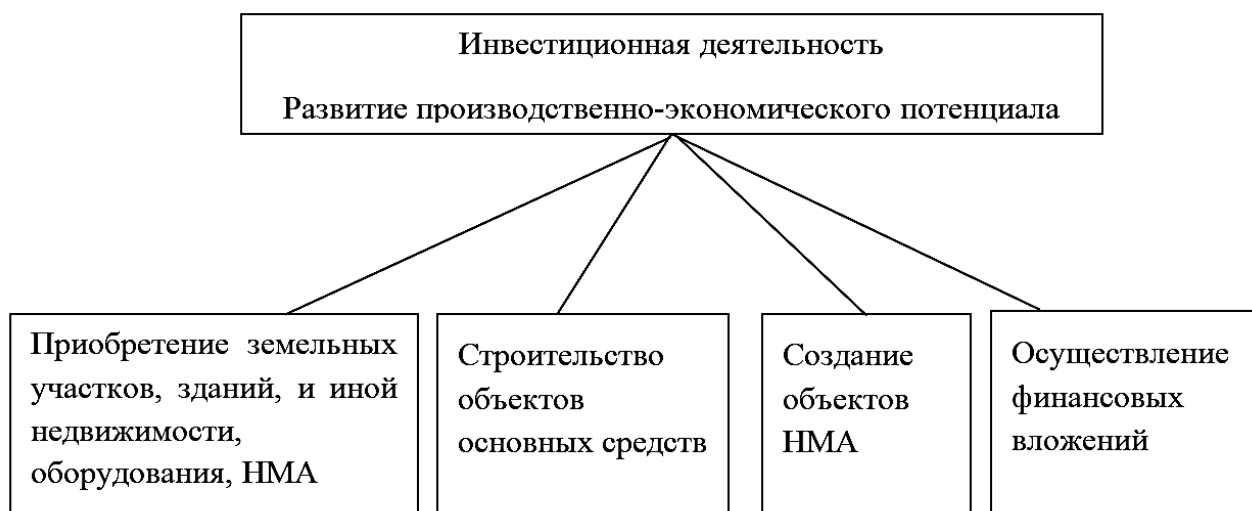 Инвестиционная деятельность
Развитие производственно-экономического потенциала
Приобретение земельных
участков, зданий, и иной
недвижимости,
оборудования, НМА
Строительство
объектов
основных средств
Создание
объектов
НМА
Осуществление
финансовых
вложений